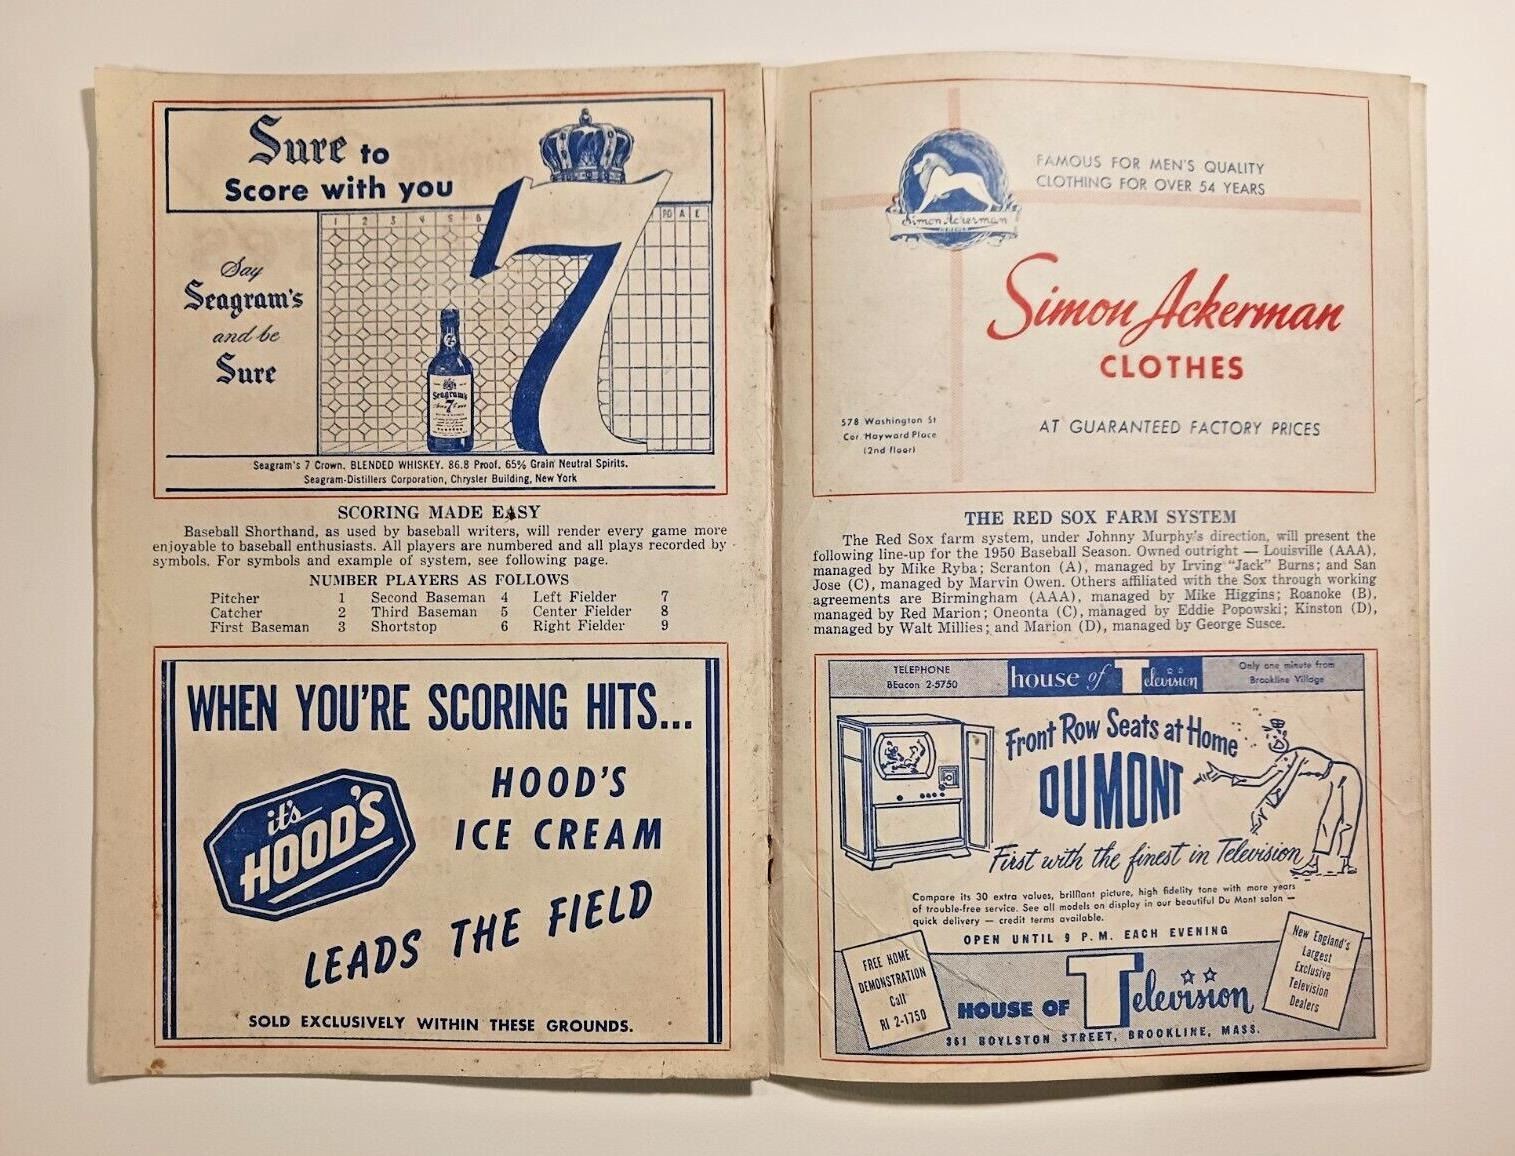 Sure to
Score with you
1 2 3 4 5 6 PO A E
Say
Seagram's
and be
Sure
Seagram's
7
Seagram's 7 Crown. BLENDED WHISKEY. 86.8 Proof. 65% Grain Neutral Spirits.
Seagram-Distillers Corporation, Chrysler Building, New York
SCORING MADE EASY
Baseball Shorthand, as used by baseball writers, will render every game more
enjoyable to baseball enthusiasts. All players are numbered and all plays recorded by
symbols. For symbols and example of system, see following page.
NUMBER PLAYERS AS FOLLOWS
Pitcher 1 Second Baseman 4 Left Fielder 7
Catcher 2 Third Baseman 5 Center Fielder 8
First Baseman 3 Shortstop 6 Right Fielder 9
WHEN YOU'RE SCORING HITS...
it's
HOOD'S
HOOD'S
ICE CREAM
LEADS THE FIELD
SOLD EXCLUSIVELY WITHIN THESE GROUNDS.
Simon Ackerman
FAMOUS FOR MEN'S QUALITY
CLOTHING FOR OVER 54 YEARS
Simon Ackerman
CLOTHES
578 Washington St
Cor. Hayward Place
(2nd floor)
AT GUARANTEED FACTORY PRICES
THE RED SOX FARM SYSTEM
The Red Sox farm system, under Johnny Murphy's direction, will present the
following line-up for the 1950 Baseball Season. Owned outright — Louisville (AAA),
managed by Mike Ryba; Scranton (A), managed by Irving "Jack" Burns; and San
Jose (C), managed by Marvin Owen. Others affiliated with the Sox through working
agreements are Birmingham (AAA), managed by Mike Higgins; Roanoke (B),
managed by Red Marion; Oneonta (C), managed by Eddie Popowski; Kinston (D),
managed by Walt Millies; and Marion (D), managed by George Susce.
TELEPHONE
BEacon 2-5750
house of Television
Only one minute from
Brookline Village
Front Row Seats at Home
DUMONT
First with the finest in Television
Compare its 30 extra values, brilliant picture, high fidelity tone with more years
of trouble-free service. See all models on display in our beautiful Du Mont salon —
quick delivery — credit terms available.
OPEN UNTIL 9 P.M. EACH EVENING
FREE HOME
DEMONSTRATION
Call
RI 2-1750
HOUSE OF Television
361 BOYLSTON STREET, BROOKLINE, MASS.
New England's
Largest
Exclusive
Television
Dealers